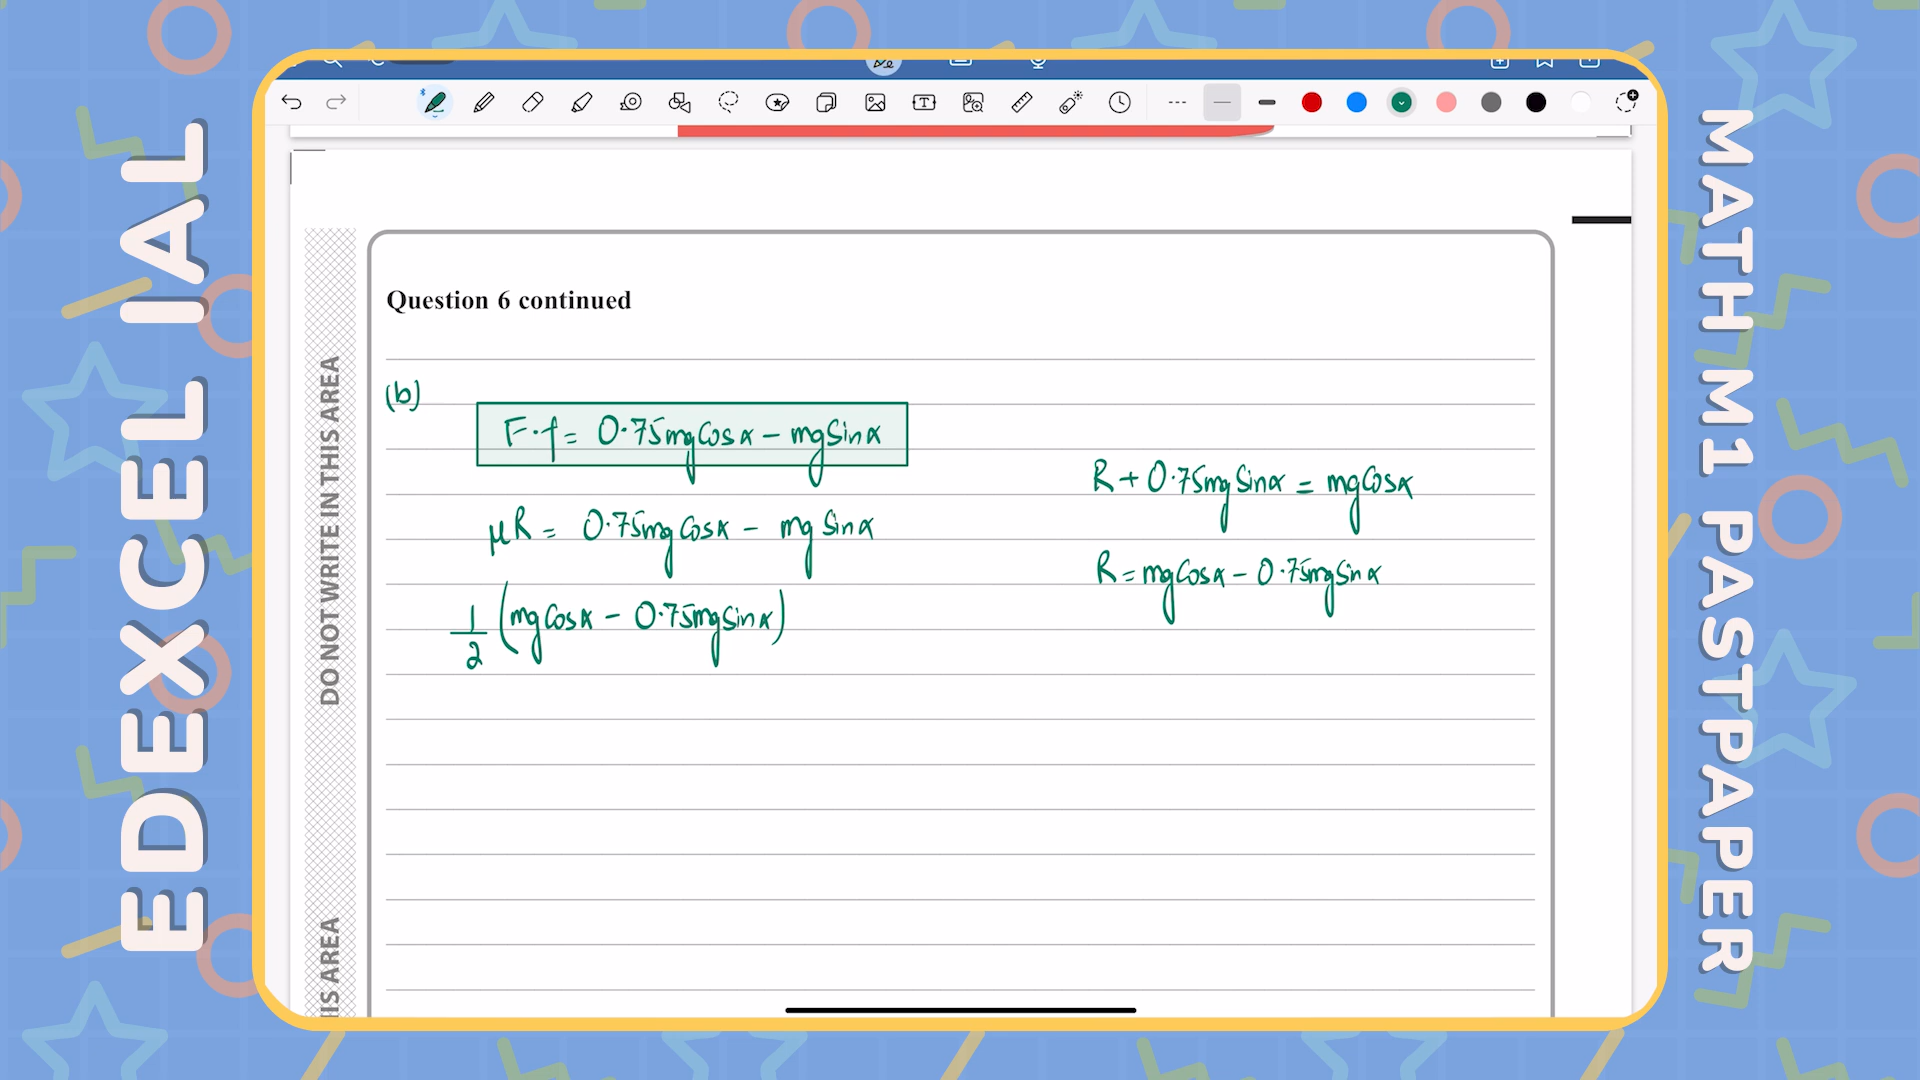 EDEXCEL IAL
DO NOT WRITE IN THIS AREA
IS AREA
Question 6 continued
(b)
F.f = 0.75mgCosα – mgSinα
μR = 0.75mgCosα – mgSinα
1/2 (mgCosα – 0.75mgSinα)
R + 0.75mgSinα = mgCosα
R = mgCosα – 0.75mgSinα
MATH M1 PASTPAPER